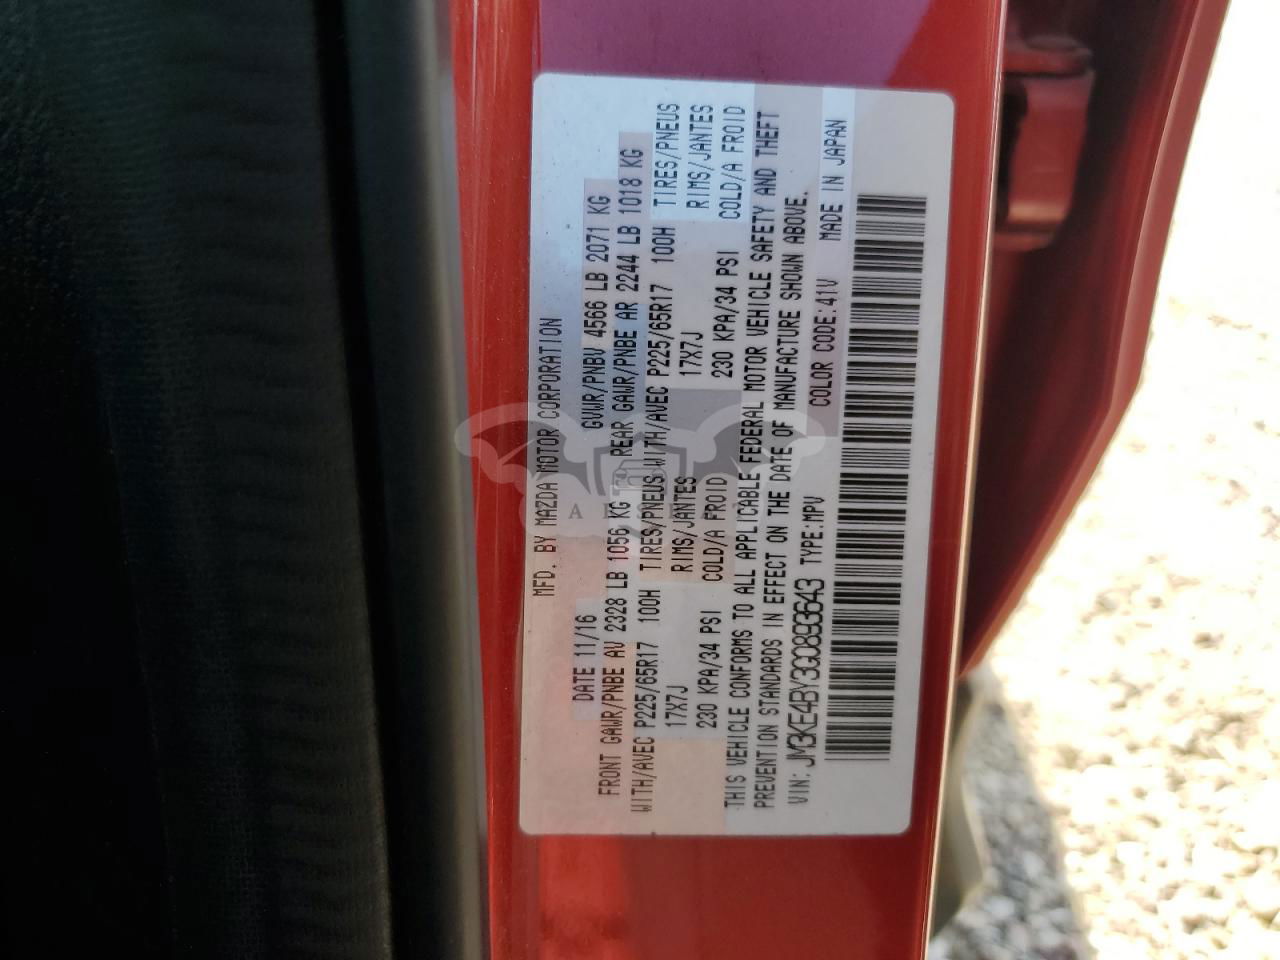 MFD. BY MAZDA MOTOR CORPORATION
DATE 11/16 GVWR/PNBV 4566 LB 2071 KG
FRONT GAWR/PNBE AV 2328 LB 1056 KG REAR GAWR/PNBE AR 2244 LB 1018 KG
WITH/AVEC P225/65R17 100H TIRES/PNEUS WITH/AVEC P225/65R17 100H TIRES/PNEUS
17X7J RIMS/JANTES 17X7J RIMS/JANTES
230 KPA/34 PSI COLD/A FROID 230 KPA/34 PSI COLD/A FROID
THIS VEHICLE CONFORMS TO ALL APPLICABLE FEDERAL MOTOR VEHICLE SAFETY AND THEFT
PREVENTION STANDARDS IN EFFECT ON THE DATE OF MANUFACTURE SHOWN ABOVE.
VIN: JM3KE4BY3G0893643 TYPE:MPV COLOR CODE:41V MADE IN JAPAN